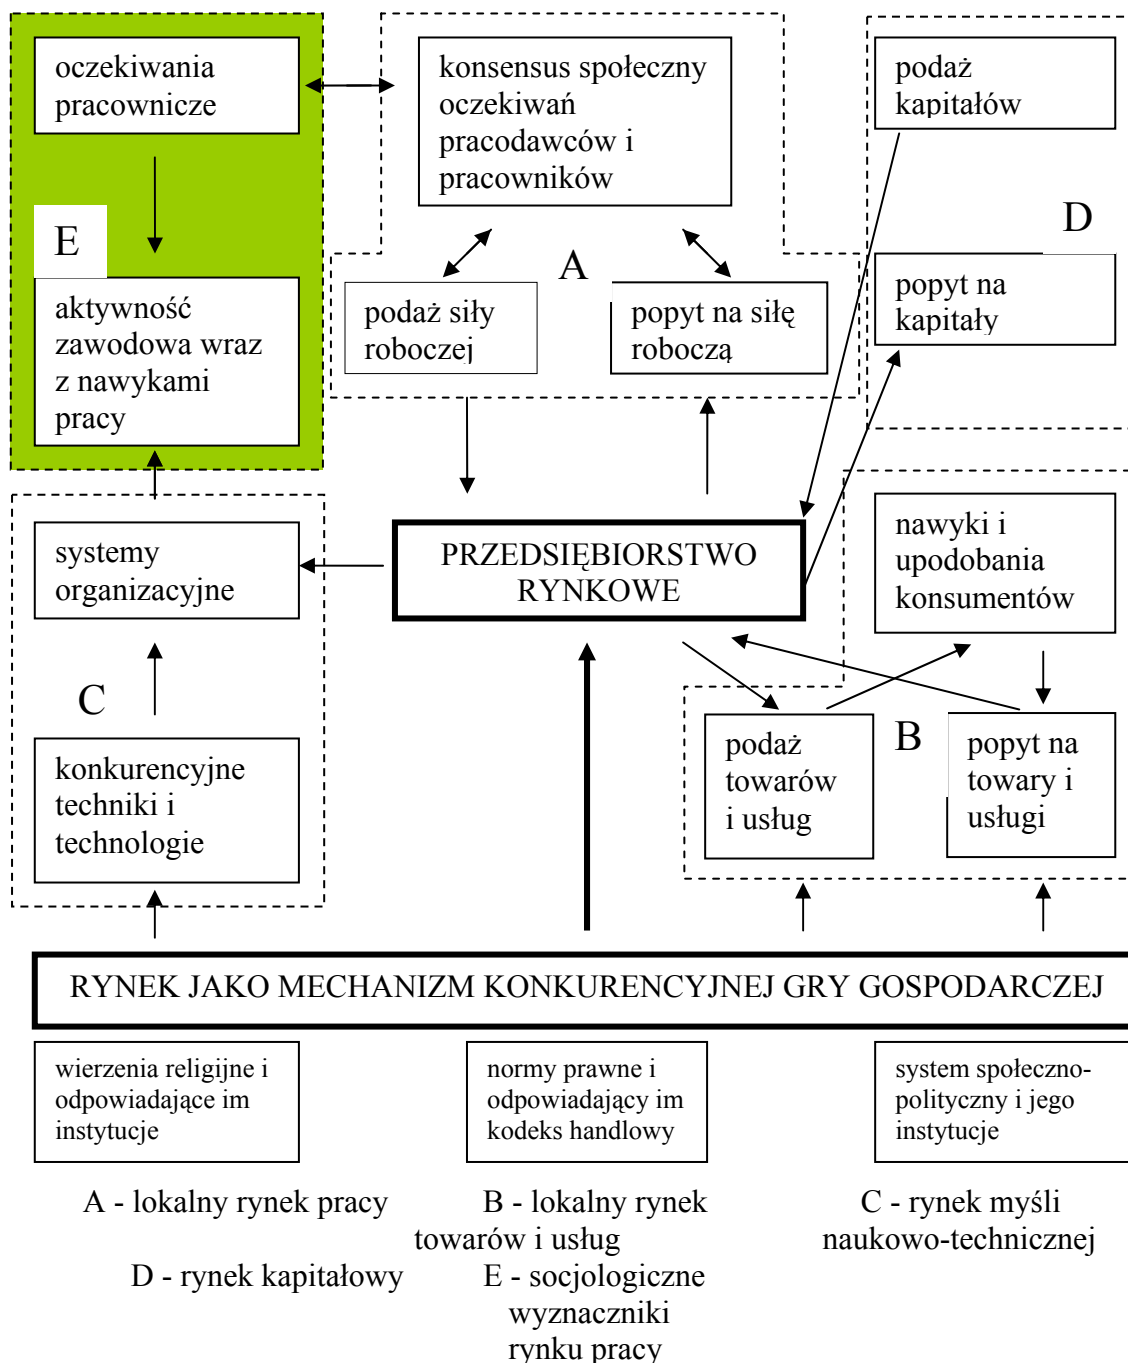 oczekiwania
pracownicze
konsensus społeczny
oczekiwań
pracodawców i
pracowników
podaż
kapitałów
E
A
D
aktywność
zawodowa wraz
z nawykami
pracy
podaż siły
roboczej
popyt na siłę
roboczą
popyt na
kapitały
systemy
organizacyjne
PRZEDSIĘBIORSTWO
RYNKOWE
nawyki i
upodobania
konsumentów
C
B
konkurencyjne
techniki i
technologie
podaż
towarów
i usług
popyt na
towary i
usługi
RYNEK JAKO MECHANIZM KONKURENCYJNEJ GRY GOSPODARCZEJ
wierzenia religijne i
odpowiadające im
instytucje
normy prawne i
odpowiadający im
kodeks handlowy
system społeczno-
polityczny i jego
instytucje
A - lokalny rynek pracy
B - lokalny rynek
towarów i usług
C - rynek myśli
naukowo-technicznej
D - rynek kapitałowy
E - socjologiczne
wyznaczniki
rynku pracy